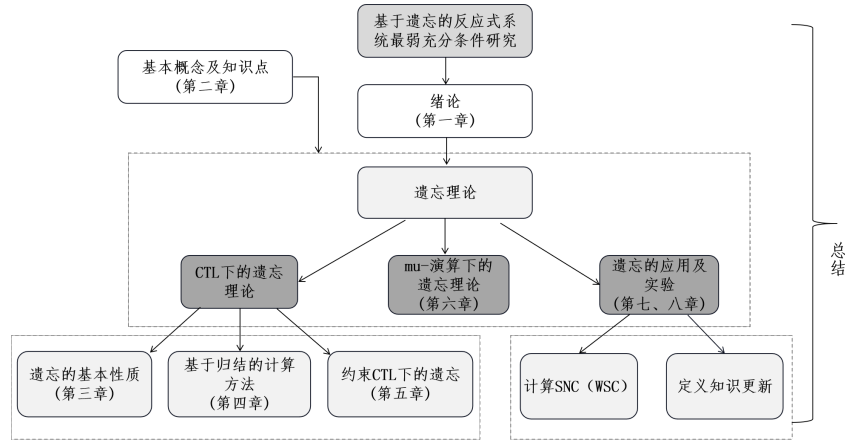 基于遗忘的反应式系
统最弱充分条件研究
基本概念及知识点
(第二章)
绪论
(第一章)
遗忘理论
CTL下的遗忘
理论
mu-演算下的
遗忘理论
(第六章)
遗忘的应用及
实验
(第七、八章)
遗忘的基本性质
(第三章)
基于归结的计算
方法
(第四章)
约束CTL下的遗忘
(第五章)
计算SNC（WSC）
定义知识更新
总结